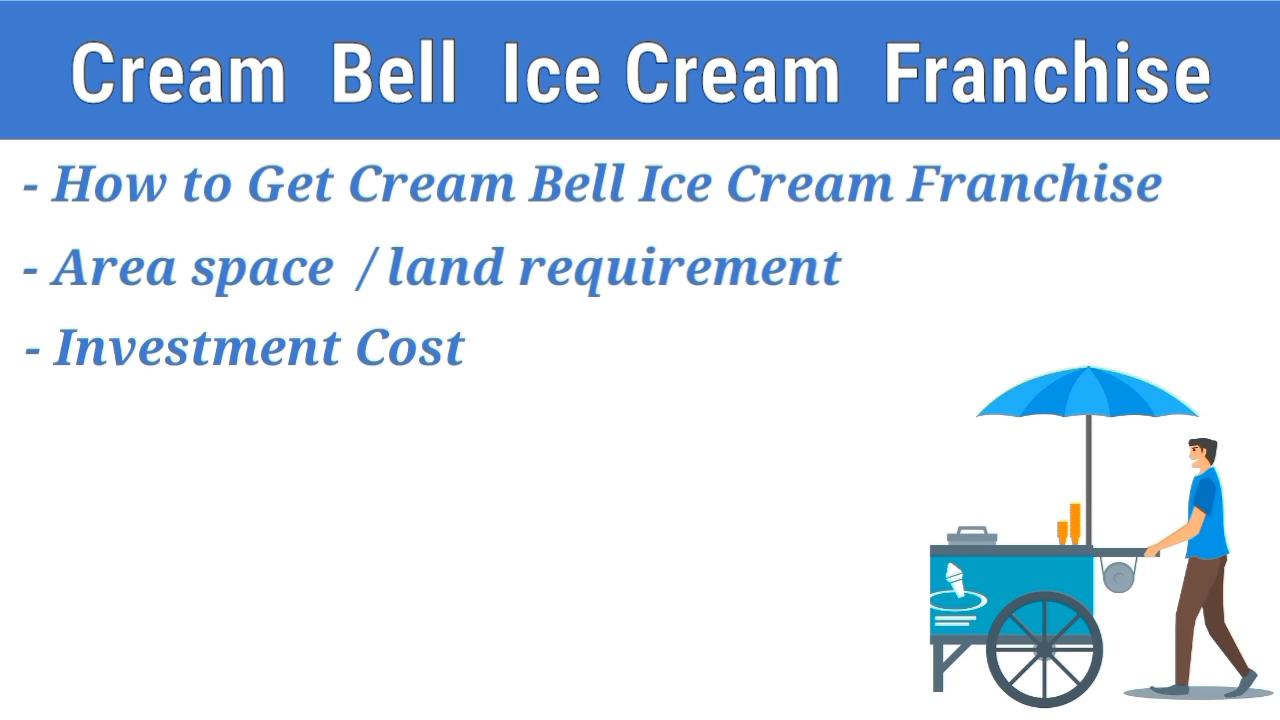 Cream Bell Ice Cream Franchise
- How to Get Cream Bell Ice Cream Franchise
- Area space / land requirement
- Investment Cost